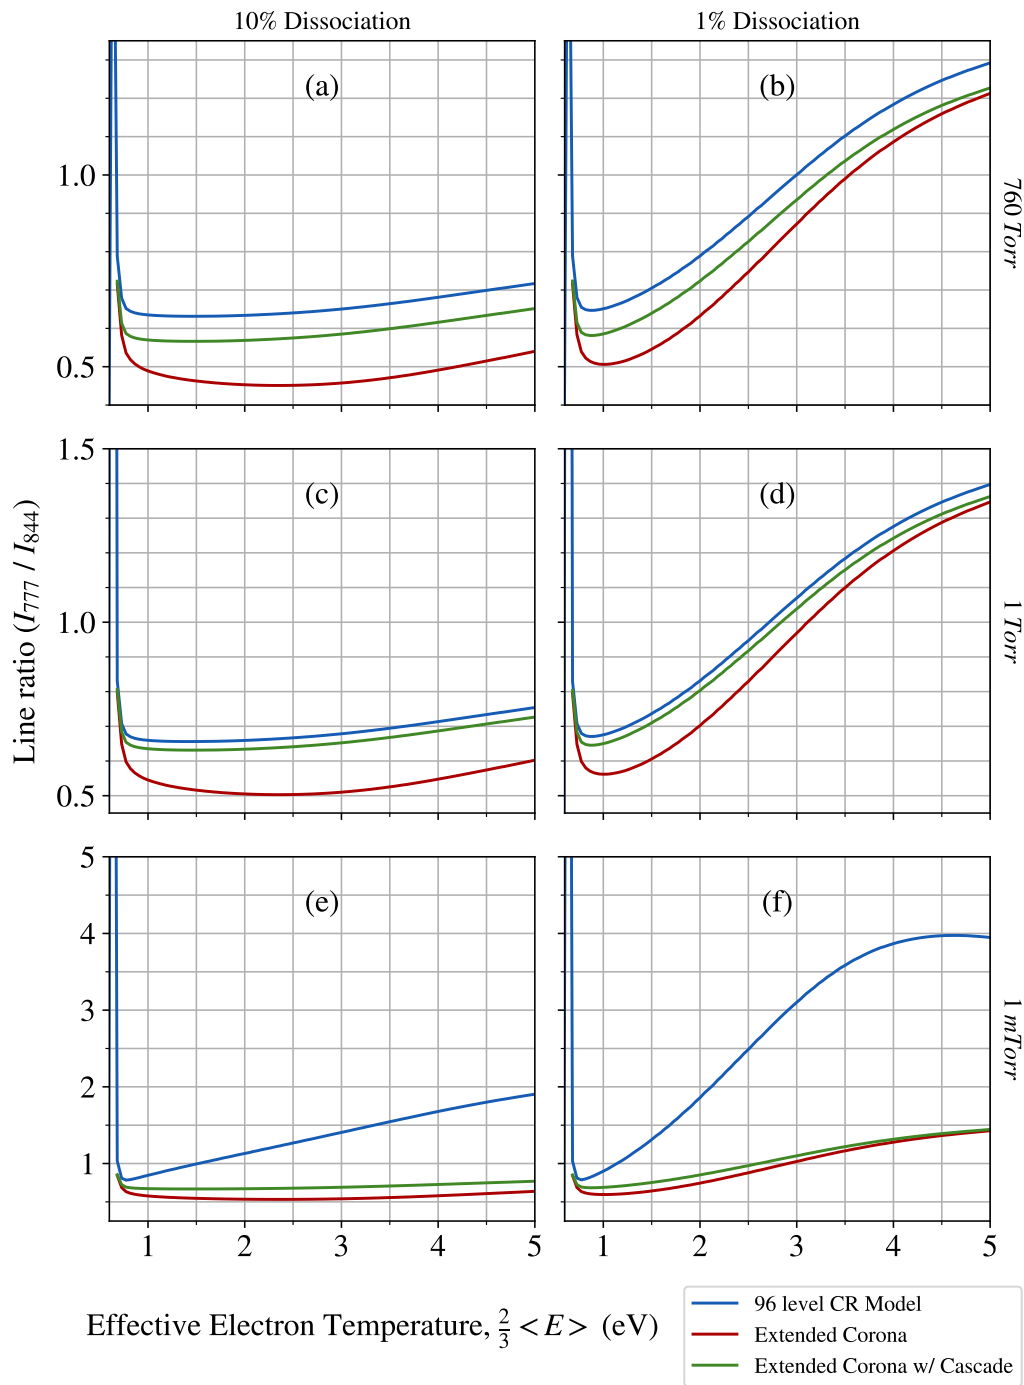 10% Dissociation
1% Dissociation
(a)
(b)
1.0
0.5
760 Torr
1.5
(c)
(d)
1.0
0.5
1 Torr
Line ratio (I777 / I844)
5
(e)
(f)
4
3
2
1
1 mTorr
1 2 3 4 5
1 2 3 4 5
Effective Electron Temperature, 2/3 <E> (eV)
96 level CR Model
Extended Corona
Extended Corona w/ Cascade